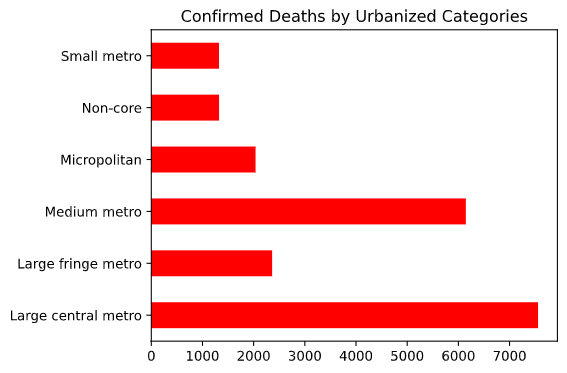 Confirmed Deaths by Urbanized Categories
Small metro
Non-core
Micropolitan
Medium metro
Large fringe metro
Large central metro
0 1000 2000 3000 4000 5000 6000 7000